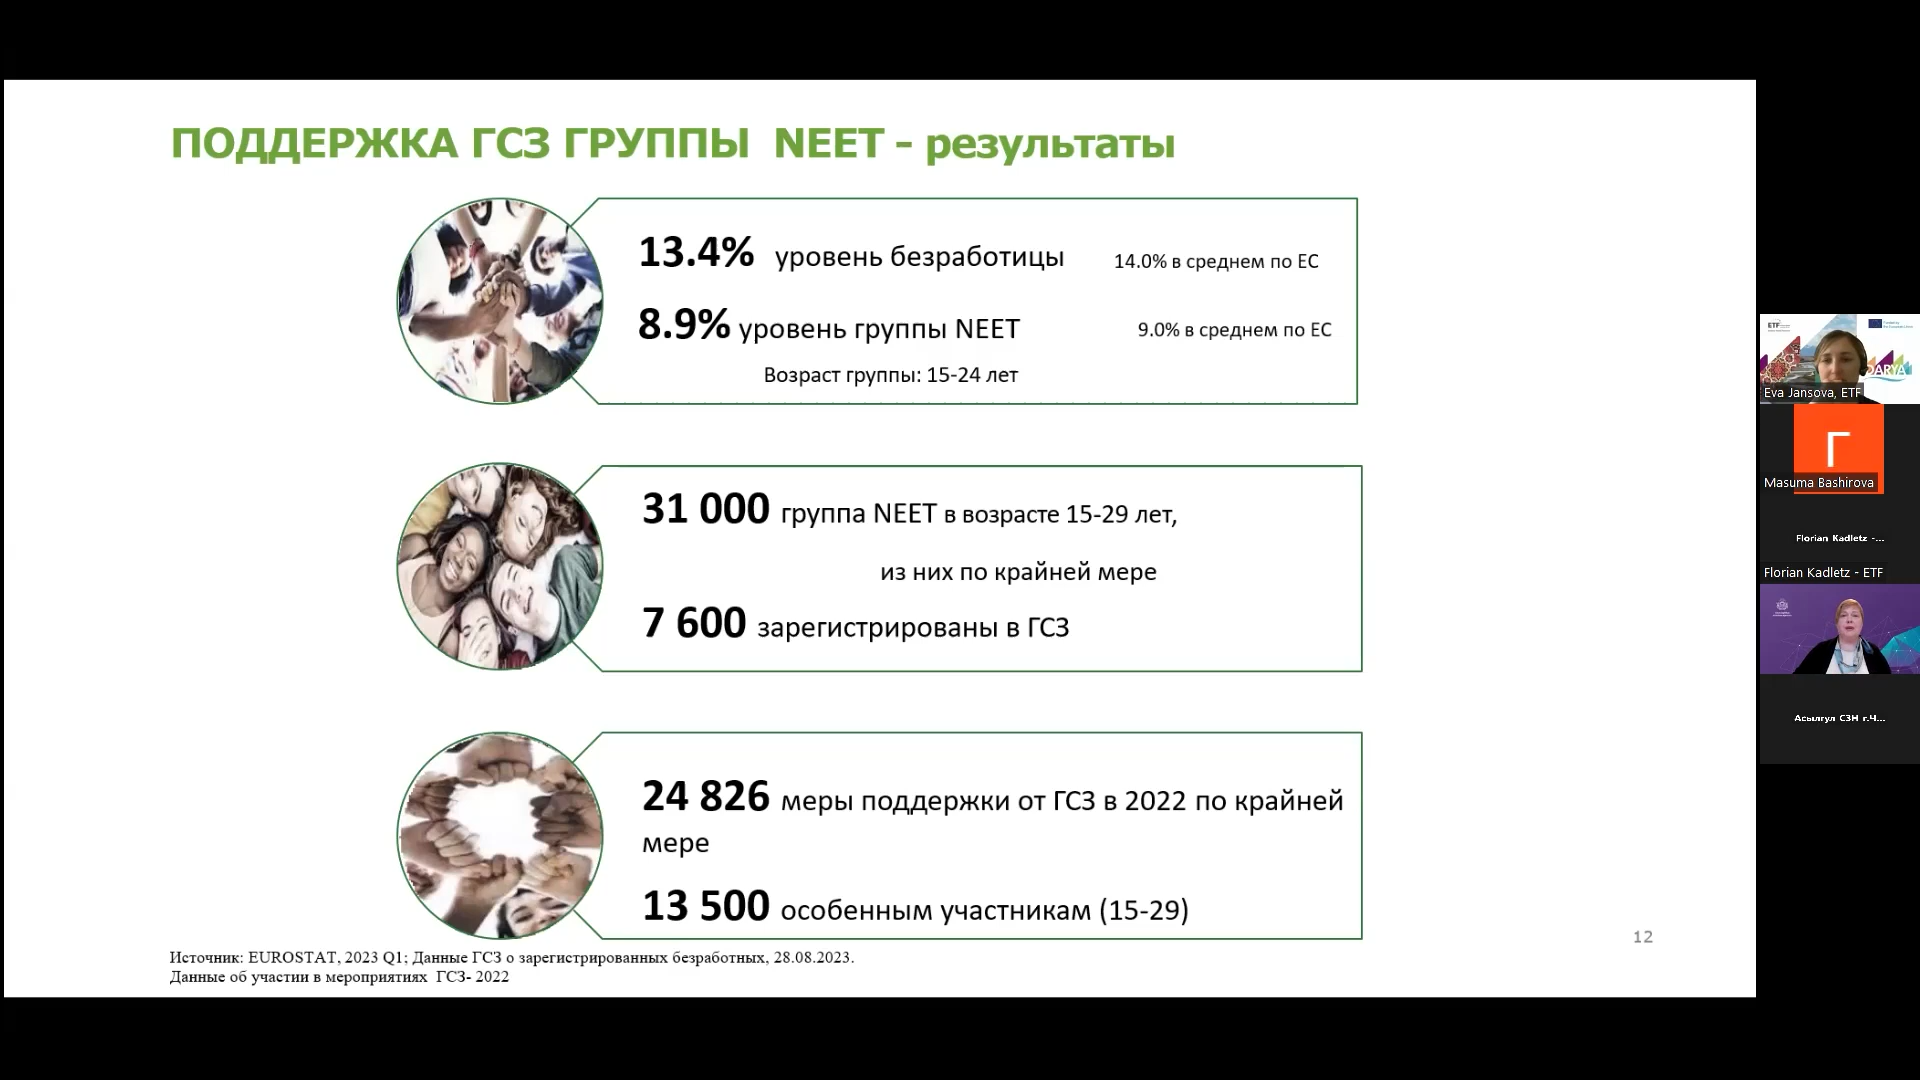 ПОДДЕРЖКА ГСЗ ГРУППЫ NEET - результаты
13.4% уровень безработицы 14.0% в среднем по ЕС
8.9% уровень группы NEET 9.0% в среднем по ЕС
Возраст группы: 15-24 лет
31 000 группа NEET в возрасте 15-29 лет,
из них по крайней мере
7 600 зарегистрированы в ГСЗ
24 826 меры поддержки от ГСЗ в 2022 по крайней
мере
13 500 особенным участникам (15-29)
12
Источник: EUROSTAT, 2023 Q1; Данные ГСЗ о зарегистрированных безработных, 28.08.2023.
Данные об участии в мероприятиях ГСЗ- 2022
ETF
DARYA
Eva Jansova, ETF
Г
Masuma Bashirova
Florian Kadletz -...
Florian Kadletz - ETF
Асылгул СЗН г.Ч...